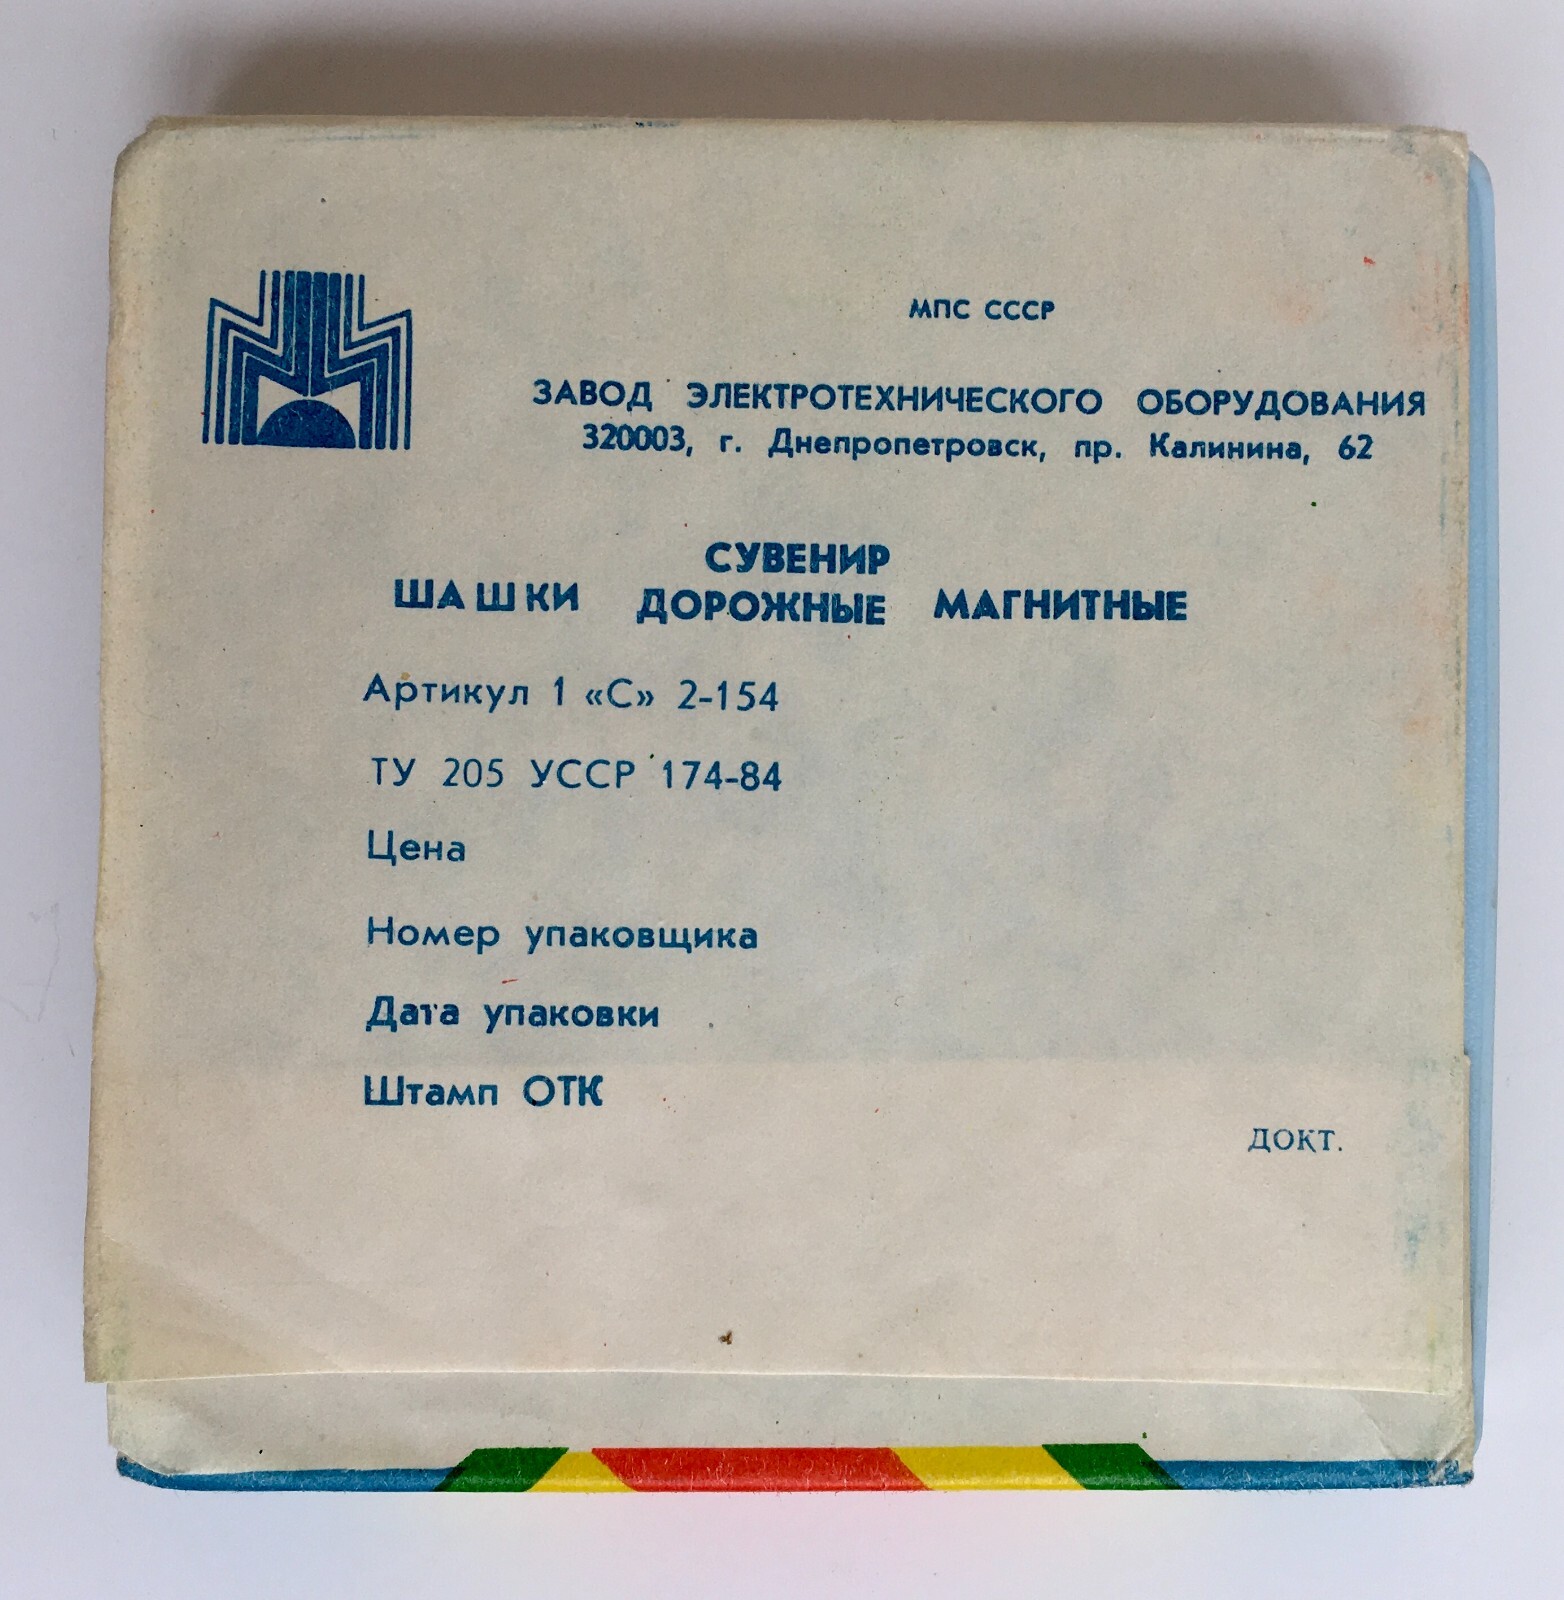 МПС СССР
ЗАВОД ЭЛЕКТРОТЕХНИЧЕСКОГО ОБОРУДОВАНИЯ
320003, г. Днепропетровск, пр. Калинина, 62
СУВЕНИР
ШАШКИ ДОРОЖНЫЕ МАГНИТНЫЕ
Артикул 1 «С» 2-154
ТУ 205 УССР 174-84
Цена
Номер упаковщика
Дата упаковки
Штамп ОТК
ДОКТ.